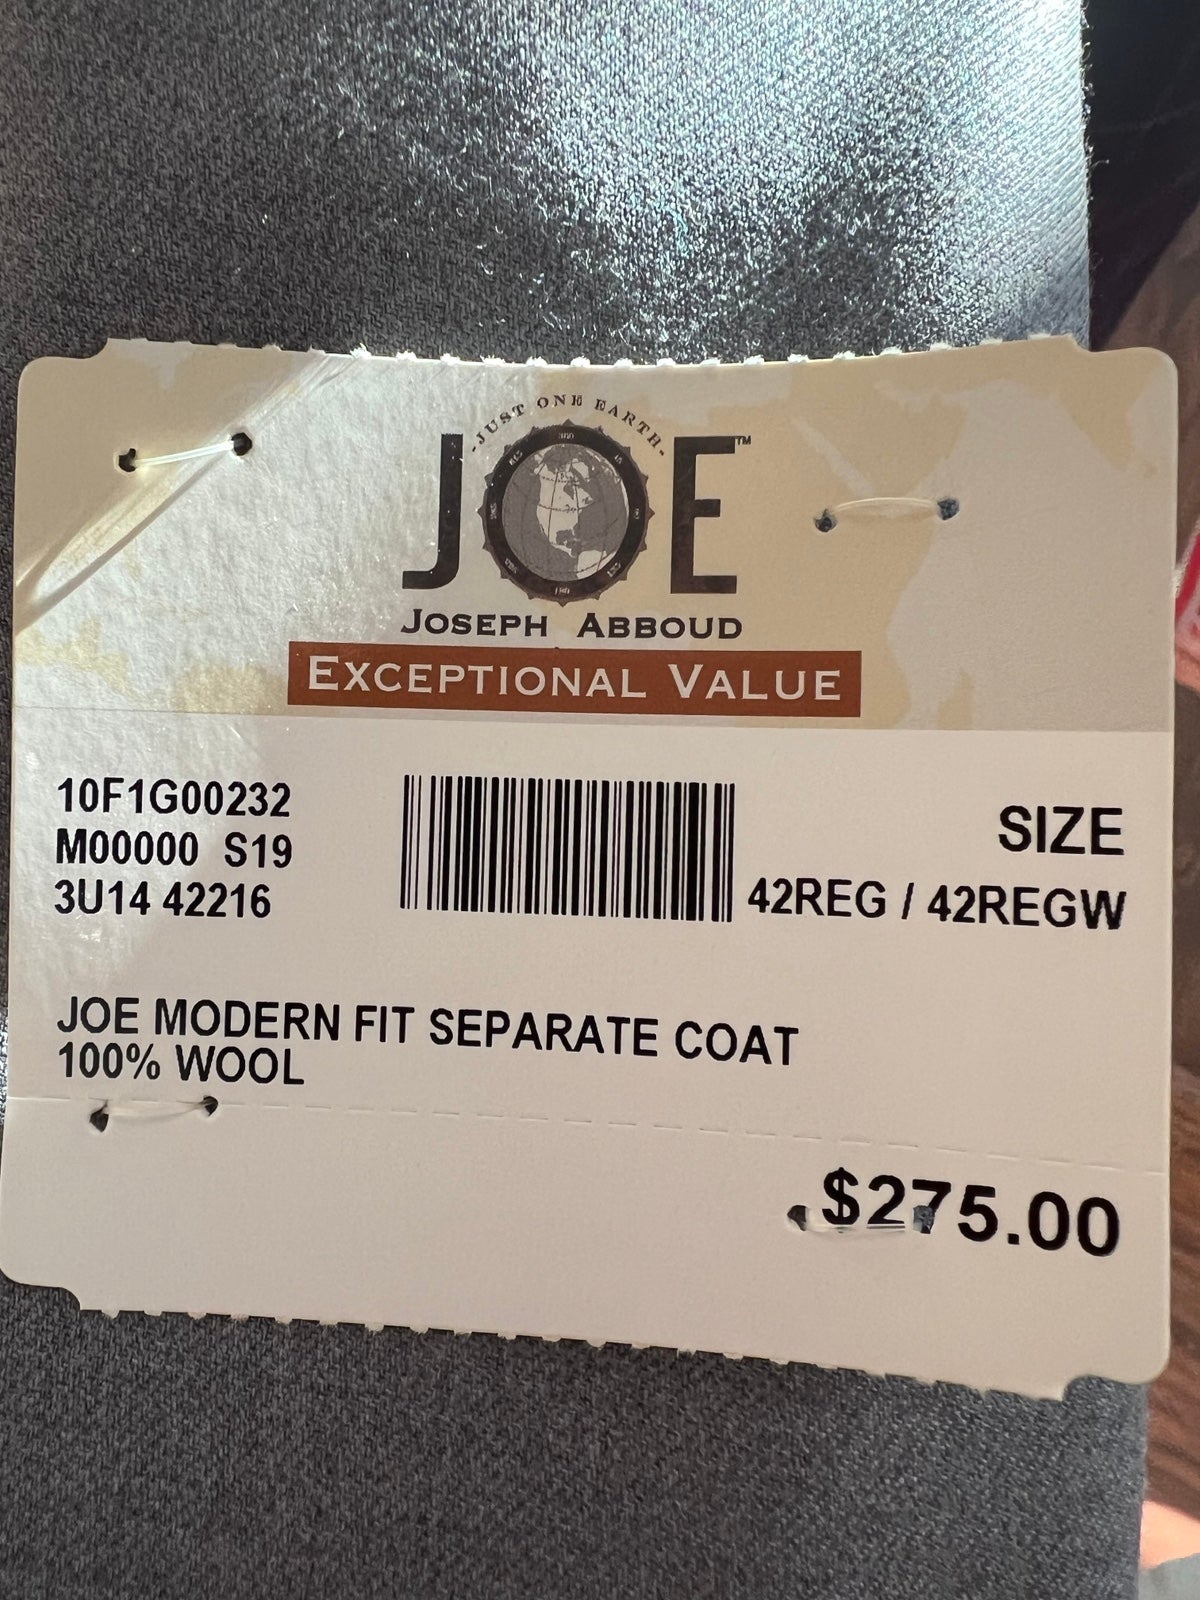 -JUST ONE EARTH-
JOE™
JOSEPH ABBOUD
EXCEPTIONAL VALUE
10F1G00232
M00000 S19
3U14 42216
SIZE
42REG / 42REGW
JOE MODERN FIT SEPARATE COAT
100% WOOL
$275.00